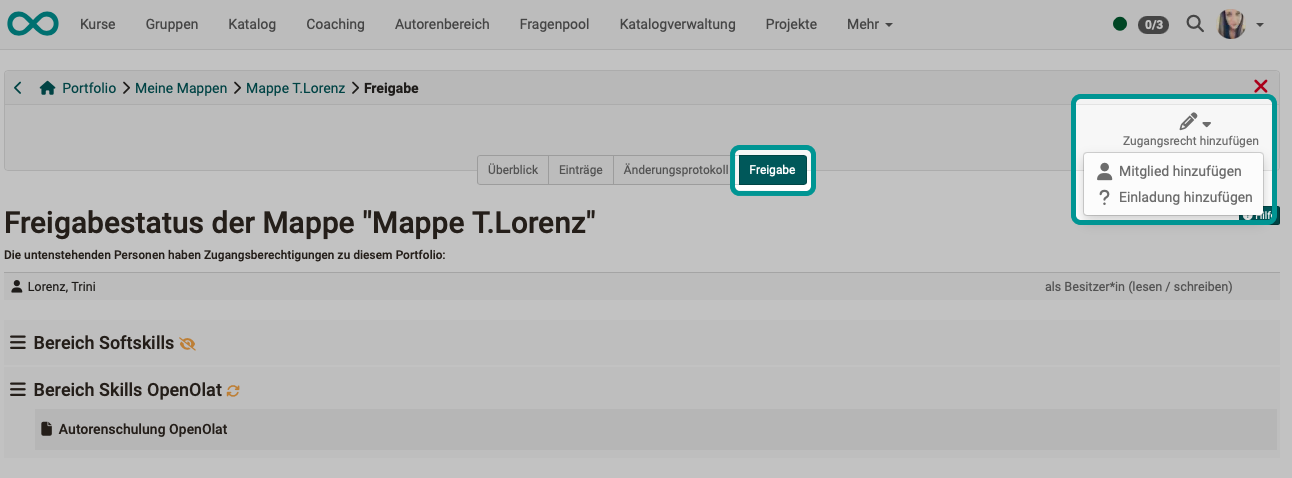 Kurse Gruppen Katalog Coaching Autorenbereich Fragenpool Katalogverwaltung Projekte Mehr 0/3
Portfolio Meine Mappen Mappe T.Lorenz Freigabe
Zugangsrecht hinzufügen
Mitglied hinzufügen
Einladung hinzufügen
Überblick Einträge Änderungsprotokoll Freigabe
Hilfe
Freigabestatus der Mappe "Mappe T.Lorenz"
Die untenstehenden Personen haben Zugangsberechtigungen zu diesem Portfolio:
Lorenz, Trini als Besitzer*in (lesen / schreiben)
Bereich Softskills
Bereich Skills OpenOlat
Autorenschulung OpenOlat